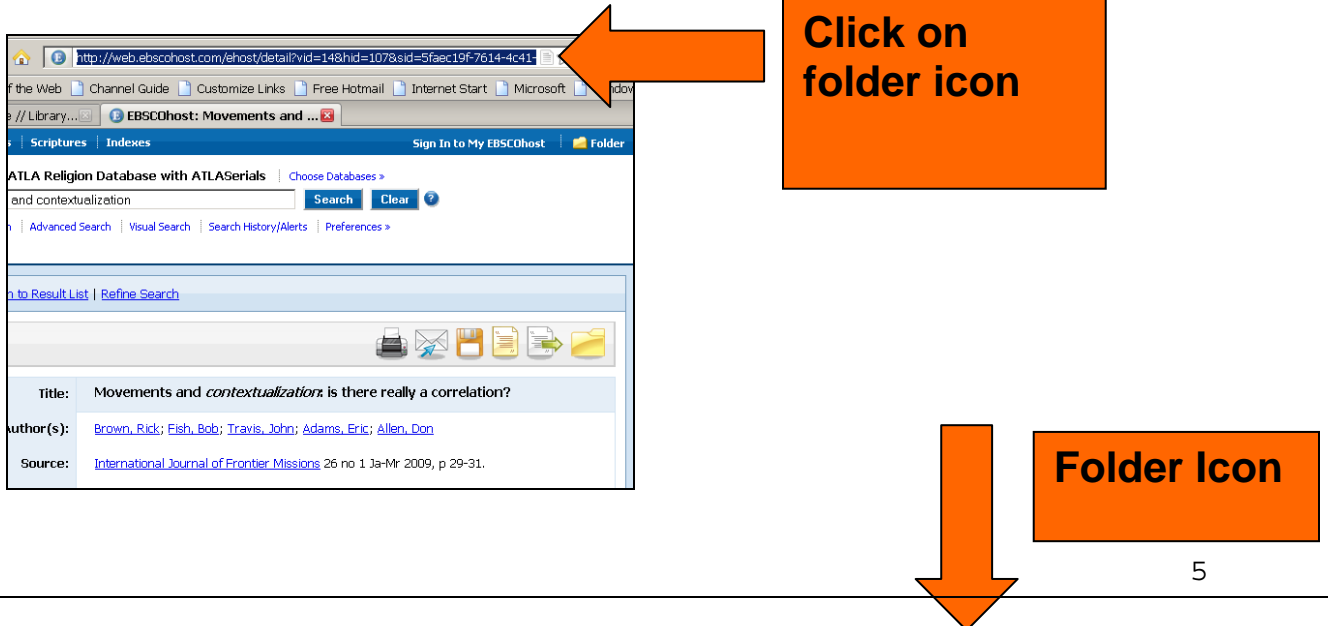 Click on
folder icon
http://web.ebscohost.com/ehost/detail?vid=14&hid=107&sid=5faec19f-7614-4c41-
f the Web Channel Guide Customize Links Free Hotmail Internet Start Microsoft ndow
e // Library... EBSCOhost: Movements and ...
s Scriptures Indexes Sign In to My EBSCOhost Folder
ATLA Religion Database with ATLASerials Choose Databases »
and contextualization Search Clear ?
h Advanced Search Visual Search Search History/Alerts Preferences »
n to Result List | Refine Search
Title: Movements and contextualization: is there really a correlation?
Author(s): Brown, Rick; Fish, Bob; Travis, John; Adams, Eric; Allen, Don
Source: International Journal of Frontier Missions 26 no 1 Ja-Mr 2009, p 29-31.
Folder Icon
5